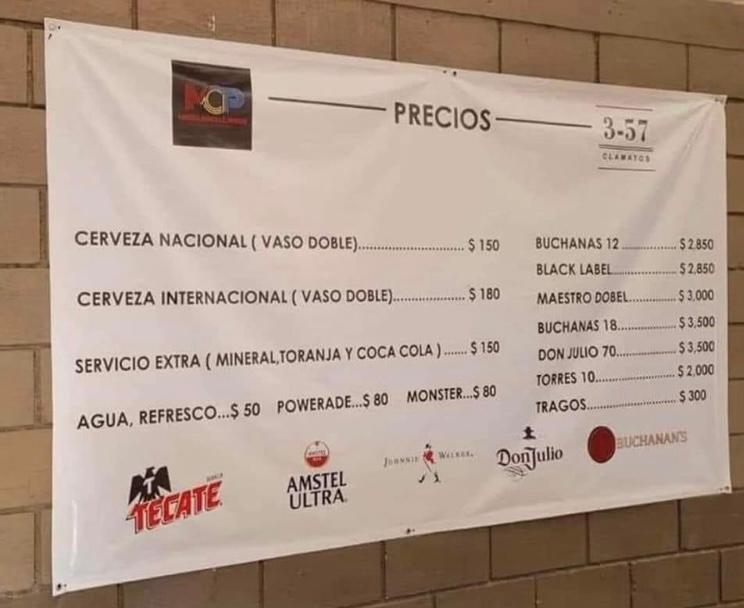 MCP
PRECIOS
3-57
CLAMATOS
CERVEZA NACIONAL ( VASO DOBLE)........................ $ 150
CERVEZA INTERNACIONAL ( VASO DOBLE)................. $ 180
SERVICIO EXTRA ( MINERAL,TORANJA Y COCA COLA )...... $ 150
AGUA, REFRESCO...$ 50 POWERADE...$ 80 MONSTER...$ 80
BUCHANAS 12 .............. $ 2,850
BLACK LABEL................. $ 2,850
MAESTRO DOBEL............ $ 3,000
BUCHANAS 18............... $ 3,500
DON JULIO 70................ $ 3,500
TORRES 10..................... $ 2,000
TRAGOS........................ $ 300
TECATE
AMSTEL
ULTRA
JOHNNIE WALKER.
DonJulio
BUCHANAN'S